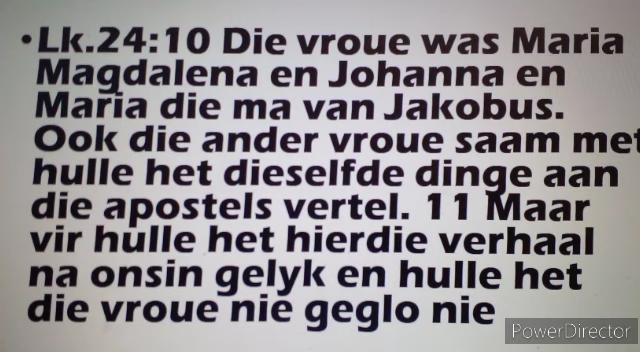 •Lk.24:10 Die vroue was Maria
Magdalena en Johanna en
Maria die ma van Jakobus.
Ook die ander vroue saam met
hulle het dieselfde dinge aan
die apostels vertel. 11 Maar
vir hulle het hierdie verhaal
na onsin gelyk en hulle het
die vroue nie geglo nie
PowerDirector